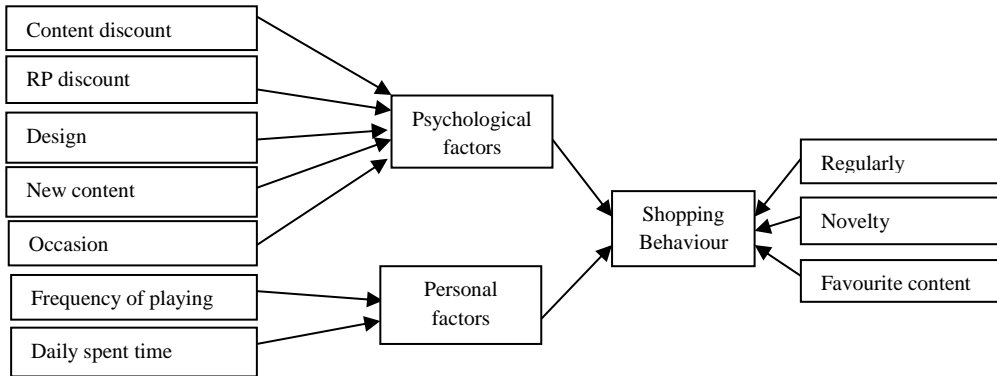 Content discount
RP discount
Design
New content
Occasion
Frequency of playing
Daily spent time
Psychological
factors
Personal
factors
Shopping
Behaviour
Regularly
Novelty
Favourite content